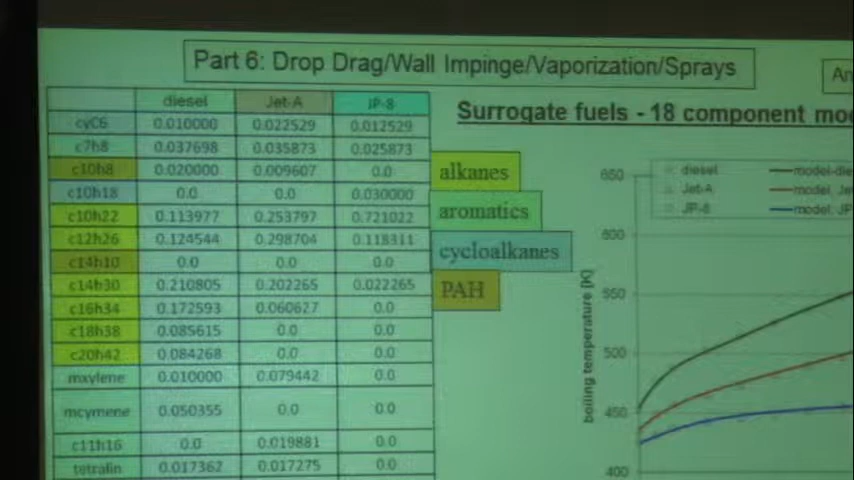 Part 6: Drop Drag/Wall Impinge/Vaporization/Sprays
An
Surrogate fuels - 18 component mo
diesel Jet-A JP-8
cyC6 0.010000 0.022529 0.012529
c7h8 0.037698 0.035873 0.025873
c10h8 0.020000 0.009607 0.0
c10h18 0.0 0.0 0.030000
c10h22 0.113977 0.253797 0.721022
c12h26 0.124544 0.298704 0.118311
c14h10 0.0 0.0 0.0
c14h30 0.210805 0.202265 0.022265
c16h34 0.172593 0.060627 0.0
c18h38 0.085615 0.0 0.0
c20h42 0.084268 0.0 0.0
mxylene 0.010000 0.079442 0.0
mcymene 0.050355 0.0 0.0
c11h16 0.0 0.019881 0.0
tetralin 0.017362 0.017275 0.0
alkanes
aromatics
cycloalkanes
PAH
diesel model-die
Jet-A model, Je
JP-8 model, JP
650
600
550
500
450
400
boiling temperature [K]